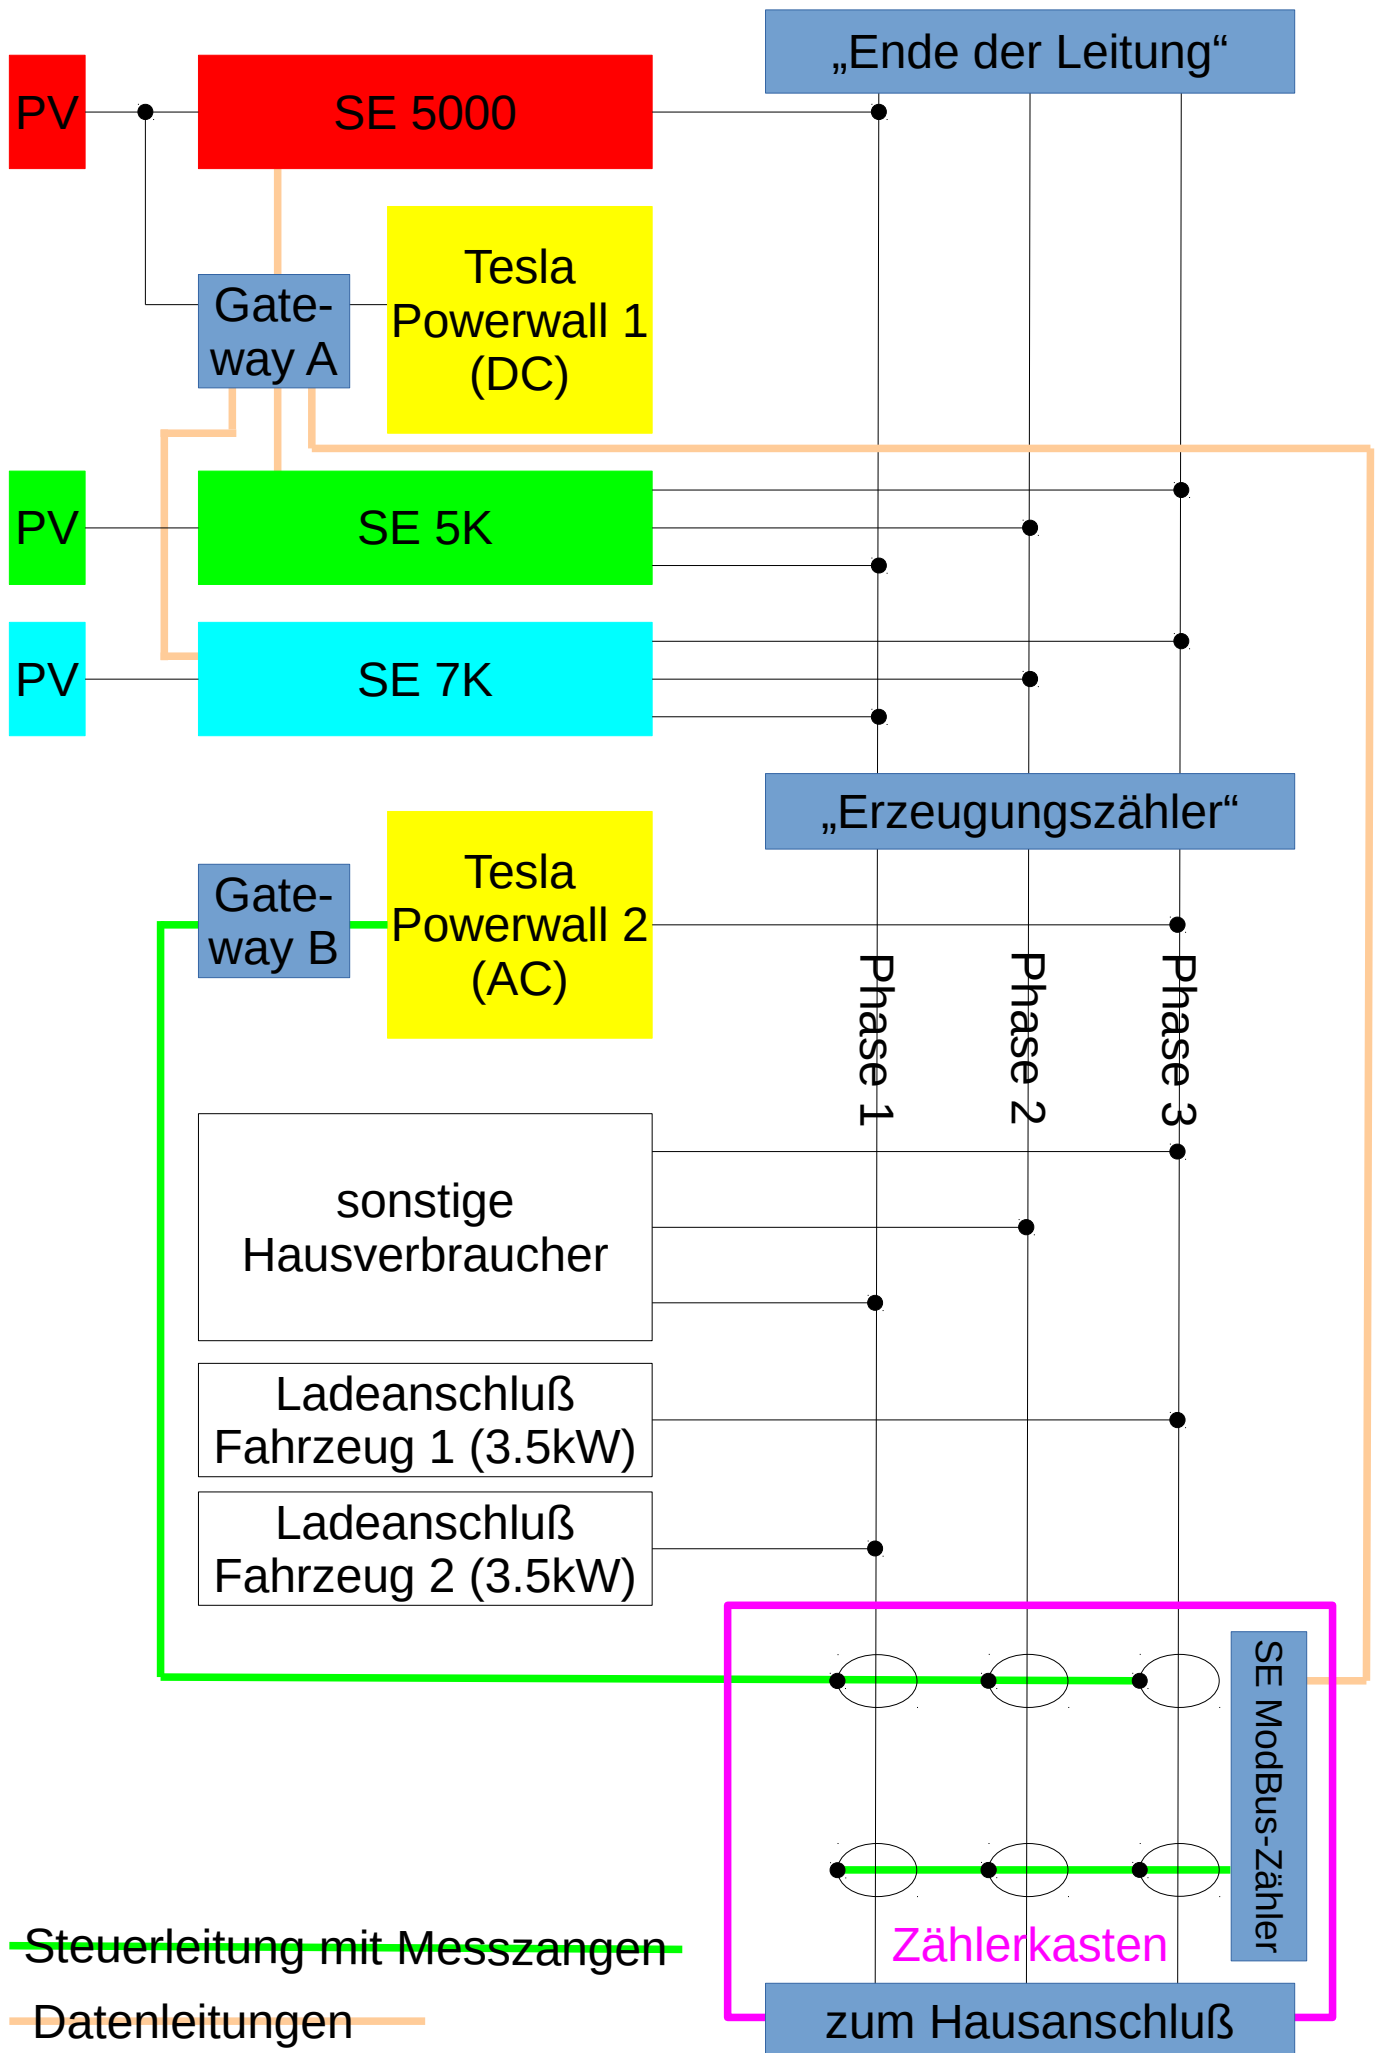 „Ende der Leitung“
PV
SE 5000
Tesla
Powerwall 1
(DC)
Gate-
way A
PV
SE 5K
PV
SE 7K
„Erzeugungszähler“
Tesla
Powerwall 2
(AC)
Gate-
way B
Phase 1
Phase 2
Phase 3
sonstige
Hausverbraucher
Ladeanschluß
Fahrzeug 1 (3.5kW)
Ladeanschluß
Fahrzeug 2 (3.5kW)
SE ModBus-Zähler
Zählerkasten
Steuerleitung mit Messzangen
Datenleitungen
zum Hausanschluß